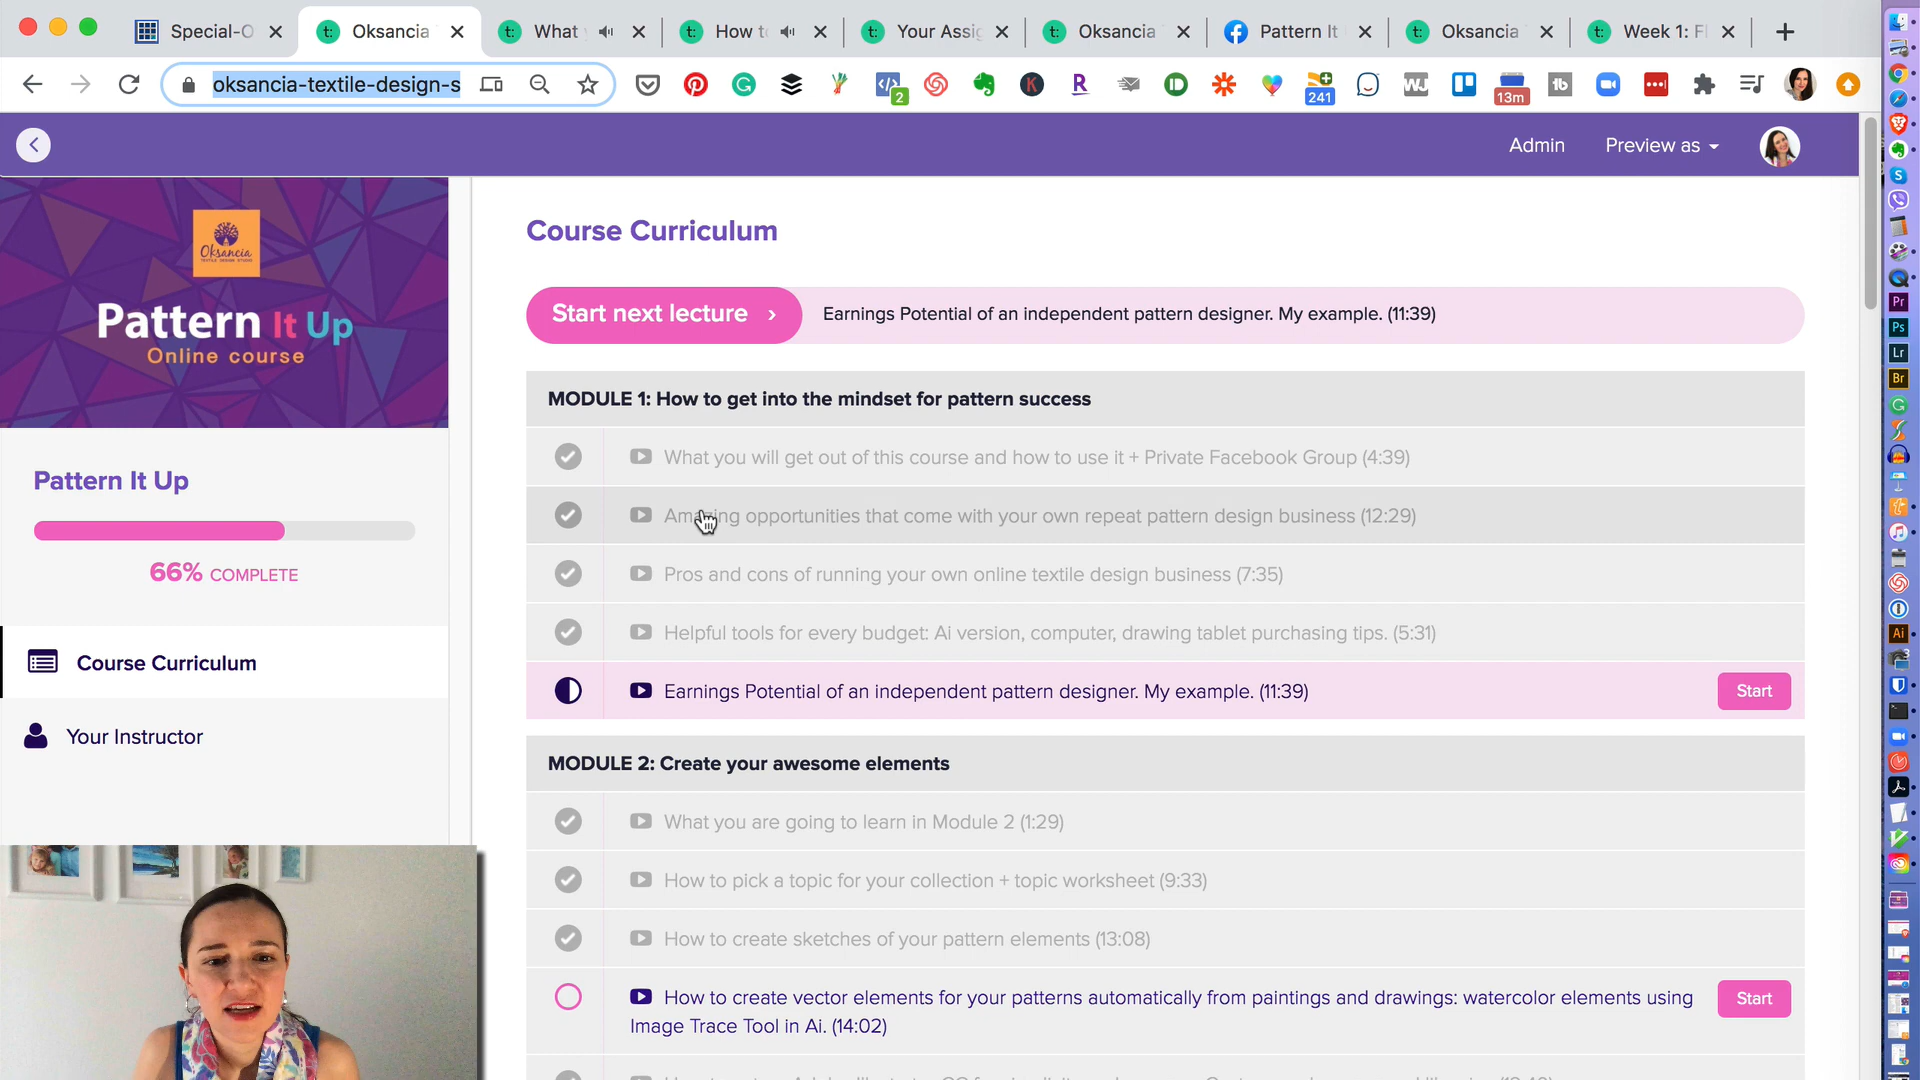 Special-O
Oksancia
What
How t
Your Assig
Oksancia
Pattern It
Oksancia
Week 1: F
oksancia-textile-design-s
2
241
13m
Admin
Preview as
Oksancia
TEXTILE DESIGN STUDIO
Pattern It Up
Online course
Pattern It Up
66% COMPLETE
Course Curriculum
Your Instructor
Course Curriculum
Start next lecture
Earnings Potential of an independent pattern designer. My example. (11:39)
MODULE 1: How to get into the mindset for pattern success
What you will get out of this course and how to use it + Private Facebook Group (4:39)
Amazing opportunities that come with your own repeat pattern design business (12:29)
Pros and cons of running your own online textile design business (7:35)
Helpful tools for every budget: Ai version, computer, drawing tablet purchasing tips. (5:31)
Earnings Potential of an independent pattern designer. My example. (11:39)
Start
MODULE 2: Create your awesome elements
What you are going to learn in Module 2 (1:29)
How to pick a topic for your collection + topic worksheet (9:33)
How to create sketches of your pattern elements (13:08)
How to create vector elements for your patterns automatically from paintings and drawings: watercolor elements using
Image Trace Tool in Ai. (14:02)
Start
Pr
Ps
Lr
Br
Ai